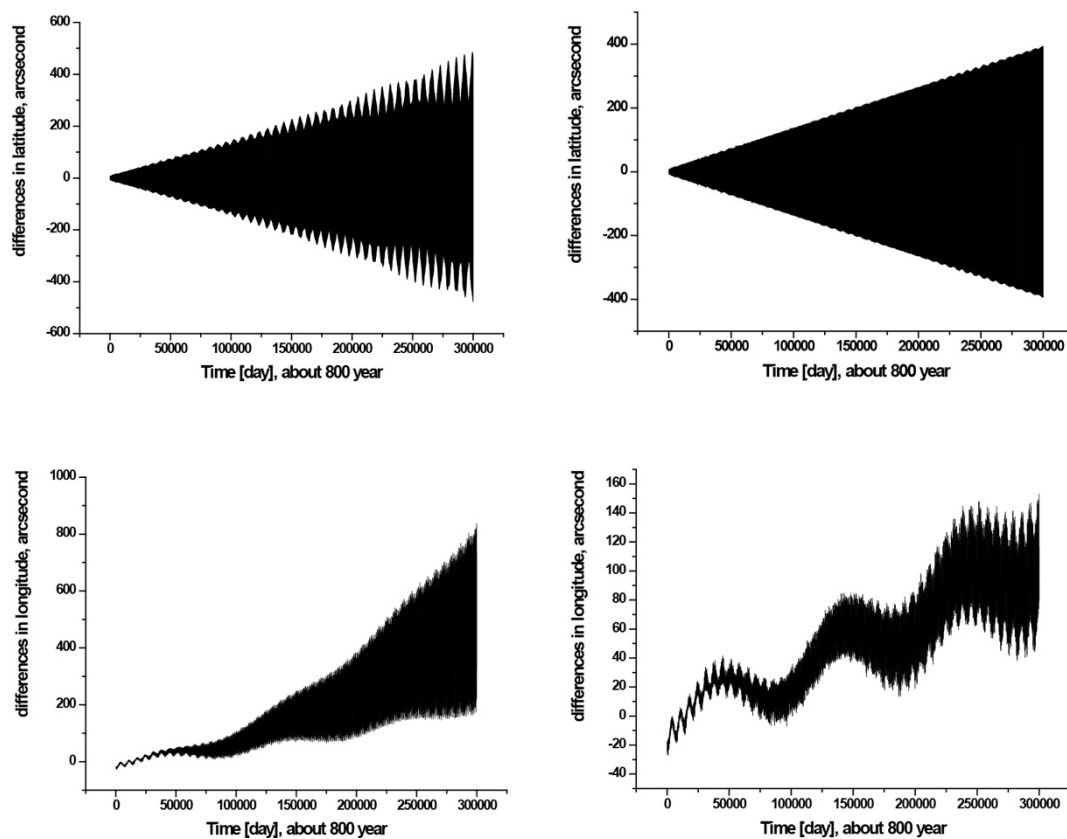 differences in latitude, arcsecond
600
400
200
0
-200
-400
-600
0 50000 100000 150000 200000 250000 300000
Time [day], about 800 year
differences in latitude, arcsecond
400
200
0
-200
-400
0 50000 100000 150000 200000 250000 300000
Time [day], about 800 year
differences in longitude, arcsecond
1000
800
600
400
200
0
0 50000 100000 150000 200000 250000 300000
Time [day], about 800 year
differences in longitude, arcsecond
160
140
120
100
80
60
40
20
0
-20
-40
0 50000 100000 150000 200000 250000 300000
Time [day], about 800 year